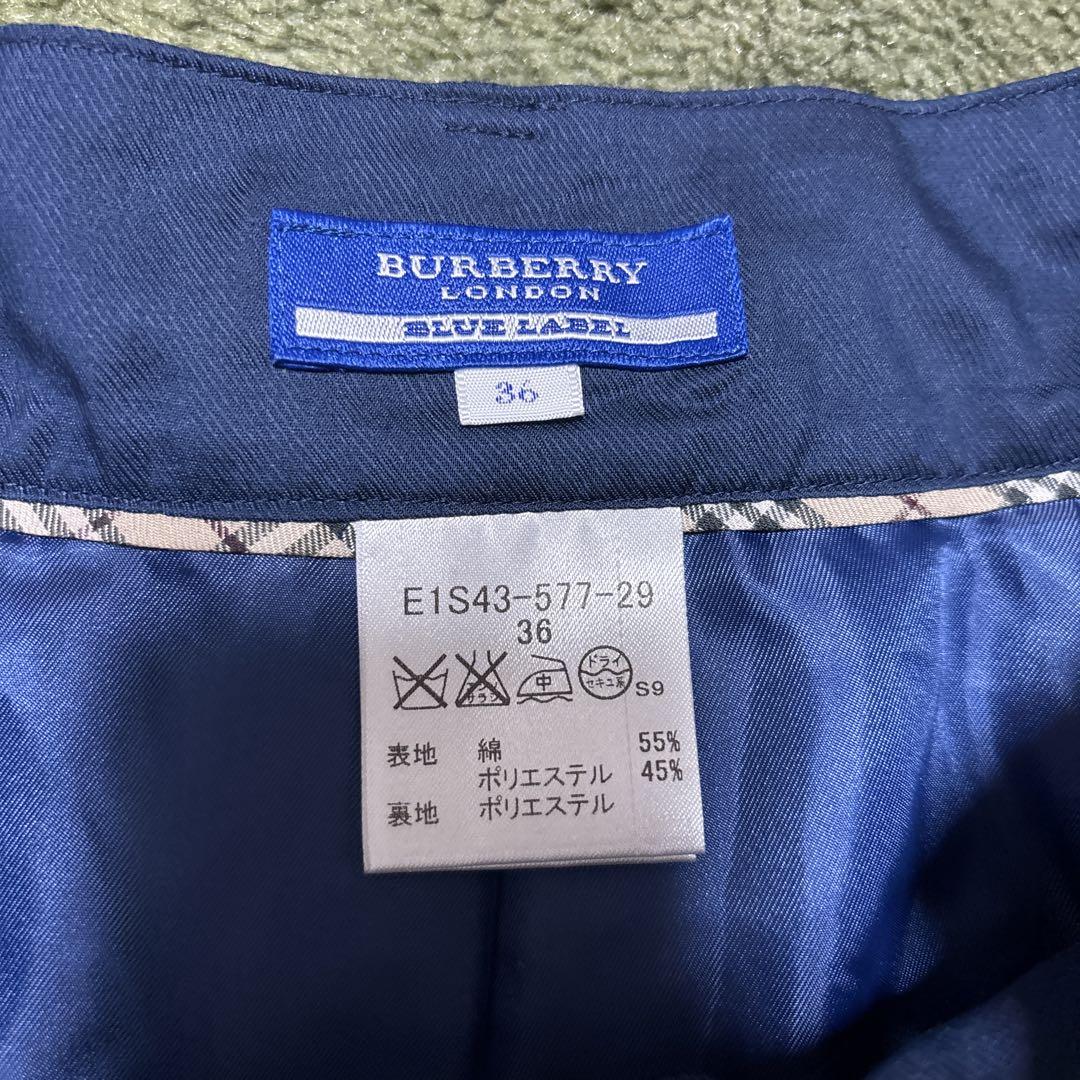 BURBERRY
LONDON
BLUE LABEL
36
E1S43-577-29
36
中 ドライ
セキユ系 S9
表地 綿 55%
ポリエステル 45%
裏地 ポリエステル